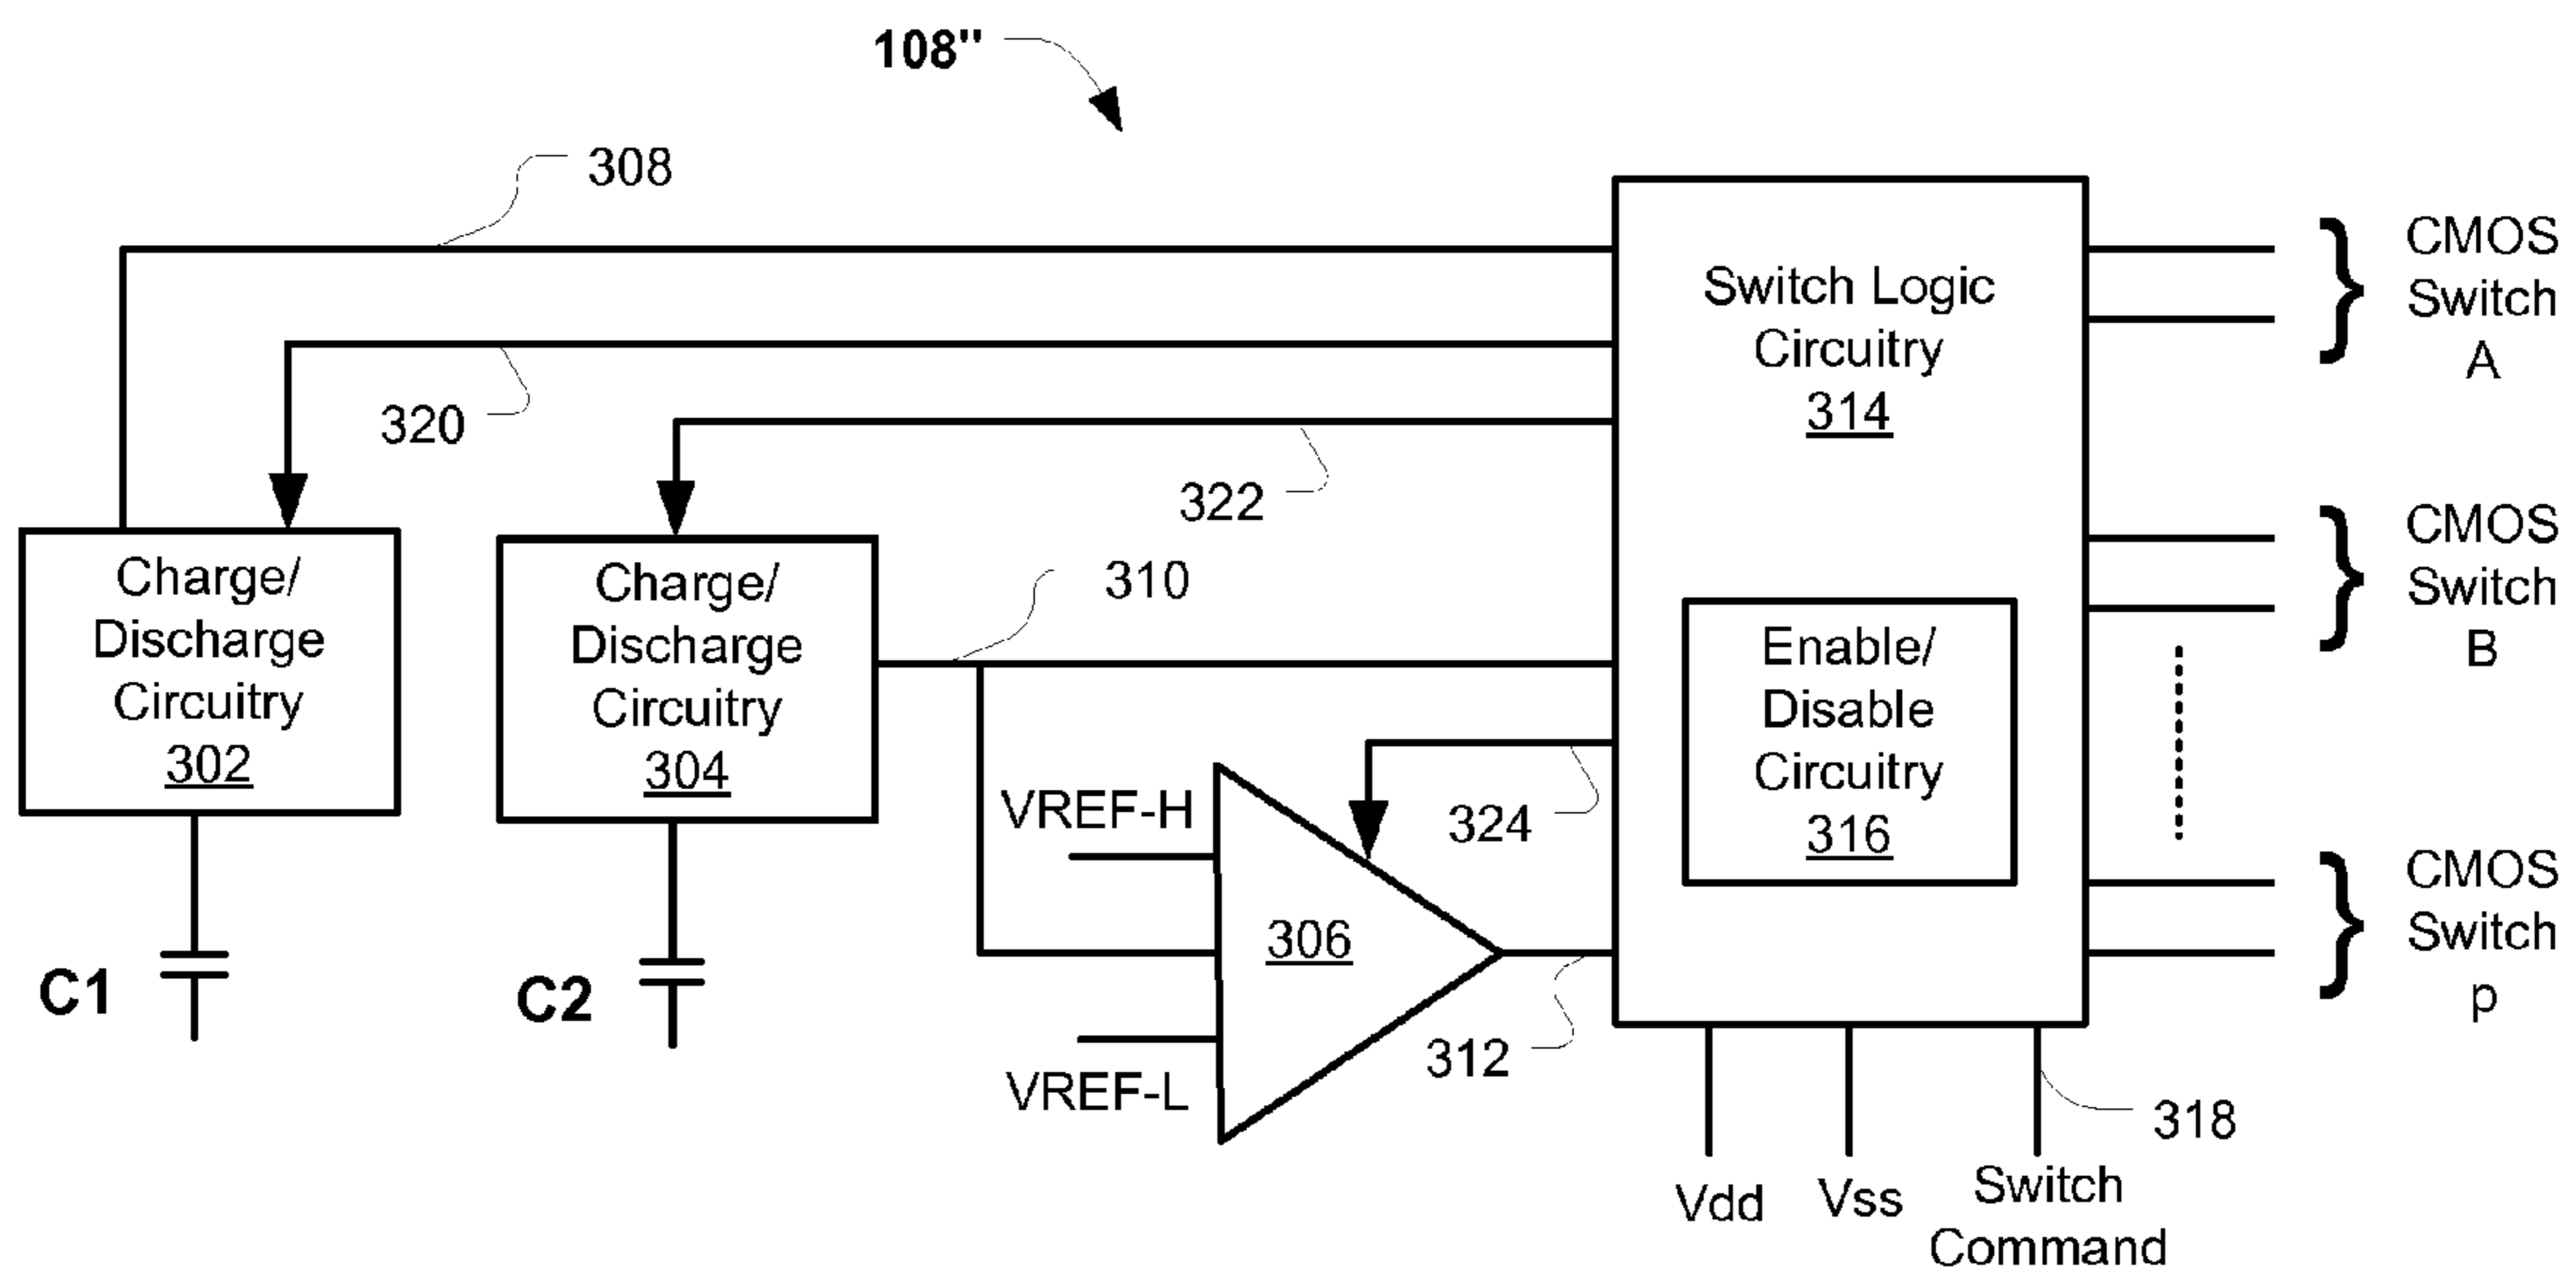 108"
308
320
322
310
324
312
318
Charge/
Discharge
Circuitry
302
Charge/
Discharge
Circuitry
304
C1
C2
VREF-H
306
VREF-L
Switch Logic
Circuitry
314
Enable/
Disable
Circuitry
316
Vdd
Vss
Switch
Command
CMOS
Switch
A
CMOS
Switch
B
CMOS
Switch
p